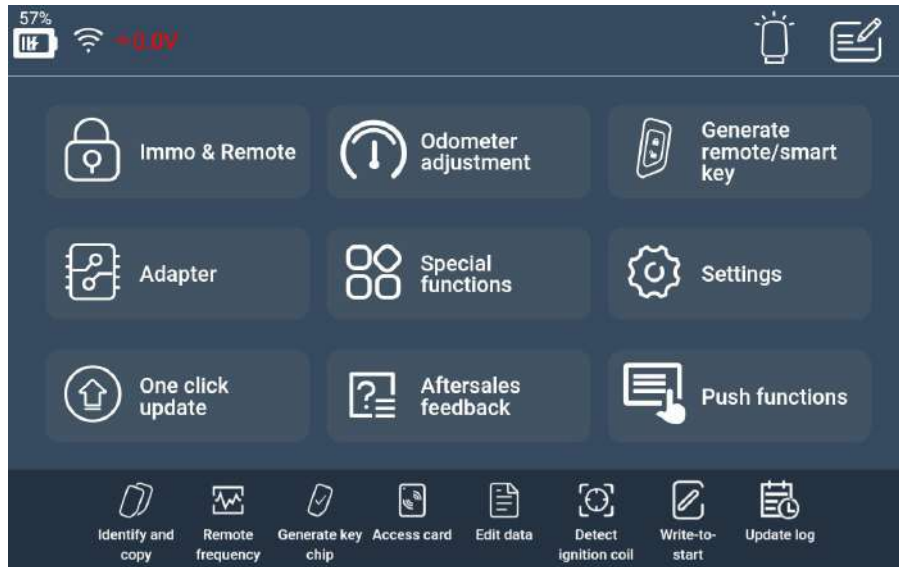 57%
+0.0V
Immo & Remote
Odometer
adjustment
Generate
remote/smart
key
Adapter
Special
functions
Settings
One click
update
Aftersales
feedback
Push functions
Identify and
copy
Remote
frequency
Generate key
chip
Access card
Edit data
Detect
ignition coil
Write-to-
start
Update log